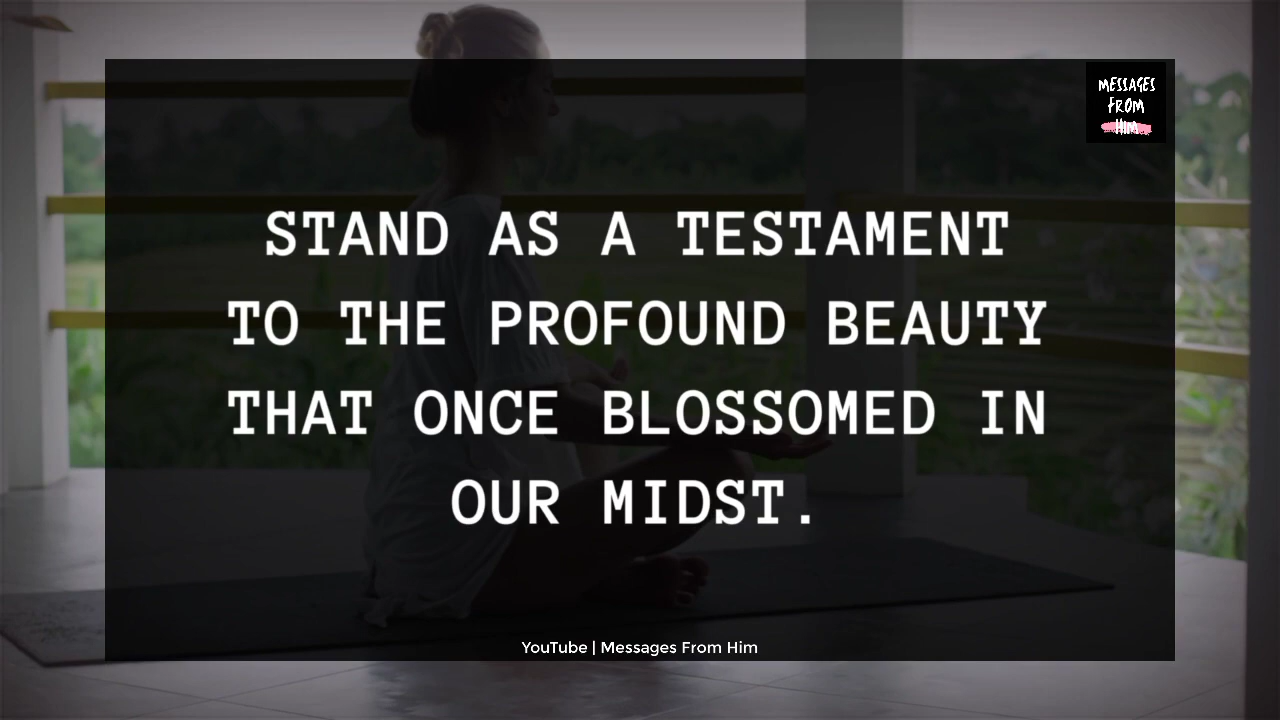 MESSAGES
FROM
HIM
STAND AS A TESTAMENT
TO THE PROFOUND BEAUTY
THAT ONCE BLOSSOMED IN
OUR MIDST.
YouTube | Messages From Him